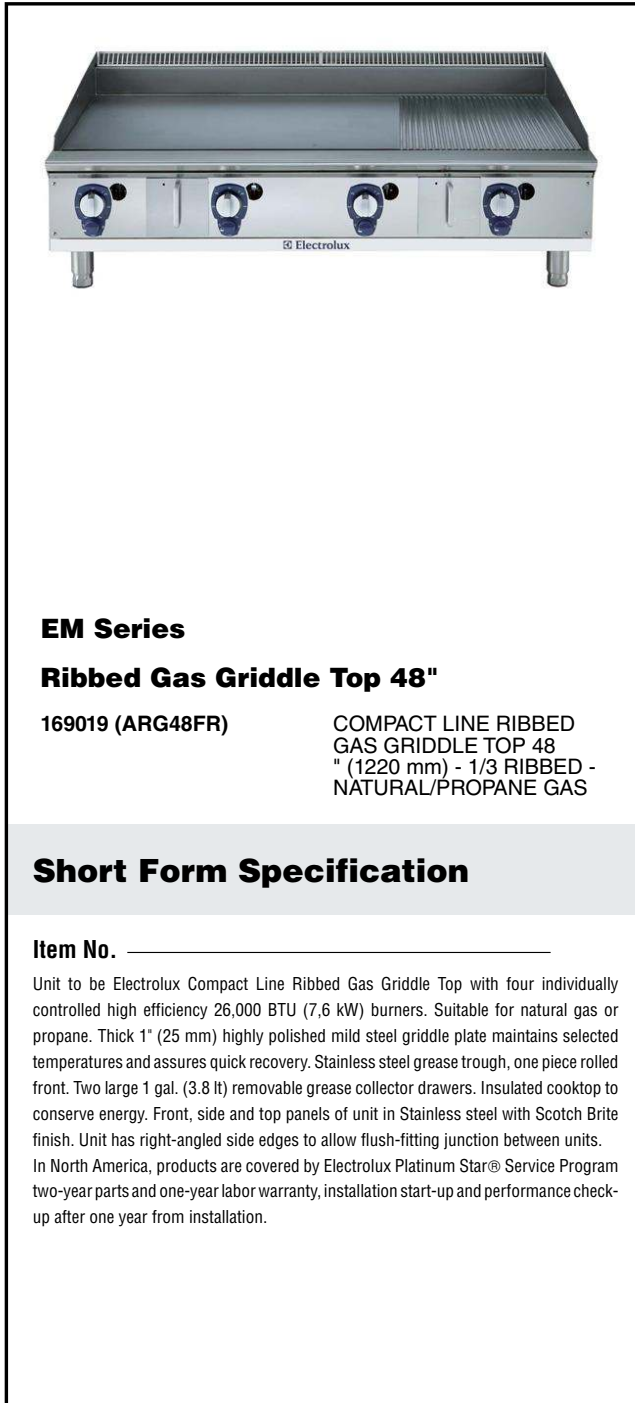 Electrolux
EM Series
Ribbed Gas Griddle Top 48"
169019 (ARG48FR)
COMPACT LINE RIBBED
GAS GRIDDLE TOP 48
" (1220 mm) - 1/3 RIBBED -
NATURAL/PROPANE GAS
Short Form Specification
Item No.
Unit to be Electrolux Compact Line Ribbed Gas Griddle Top with four individually
controlled high efficiency 26,000 BTU (7,6 kW) burners. Suitable for natural gas or
propane. Thick 1" (25 mm) highly polished mild steel griddle plate maintains selected
temperatures and assures quick recovery. Stainless steel grease trough, one piece rolled
front. Two large 1 gal. (3.8 lt) removable grease collector drawers. Insulated cooktop to
conserve energy. Front, side and top panels of unit in Stainless steel with Scotch Brite
finish. Unit has right-angled side edges to allow flush-fitting junction between units.
In North America, products are covered by Electrolux Platinum Star® Service Program
two-year parts and one-year labor warranty, installation start-up and performance check-
up after one year from installation.